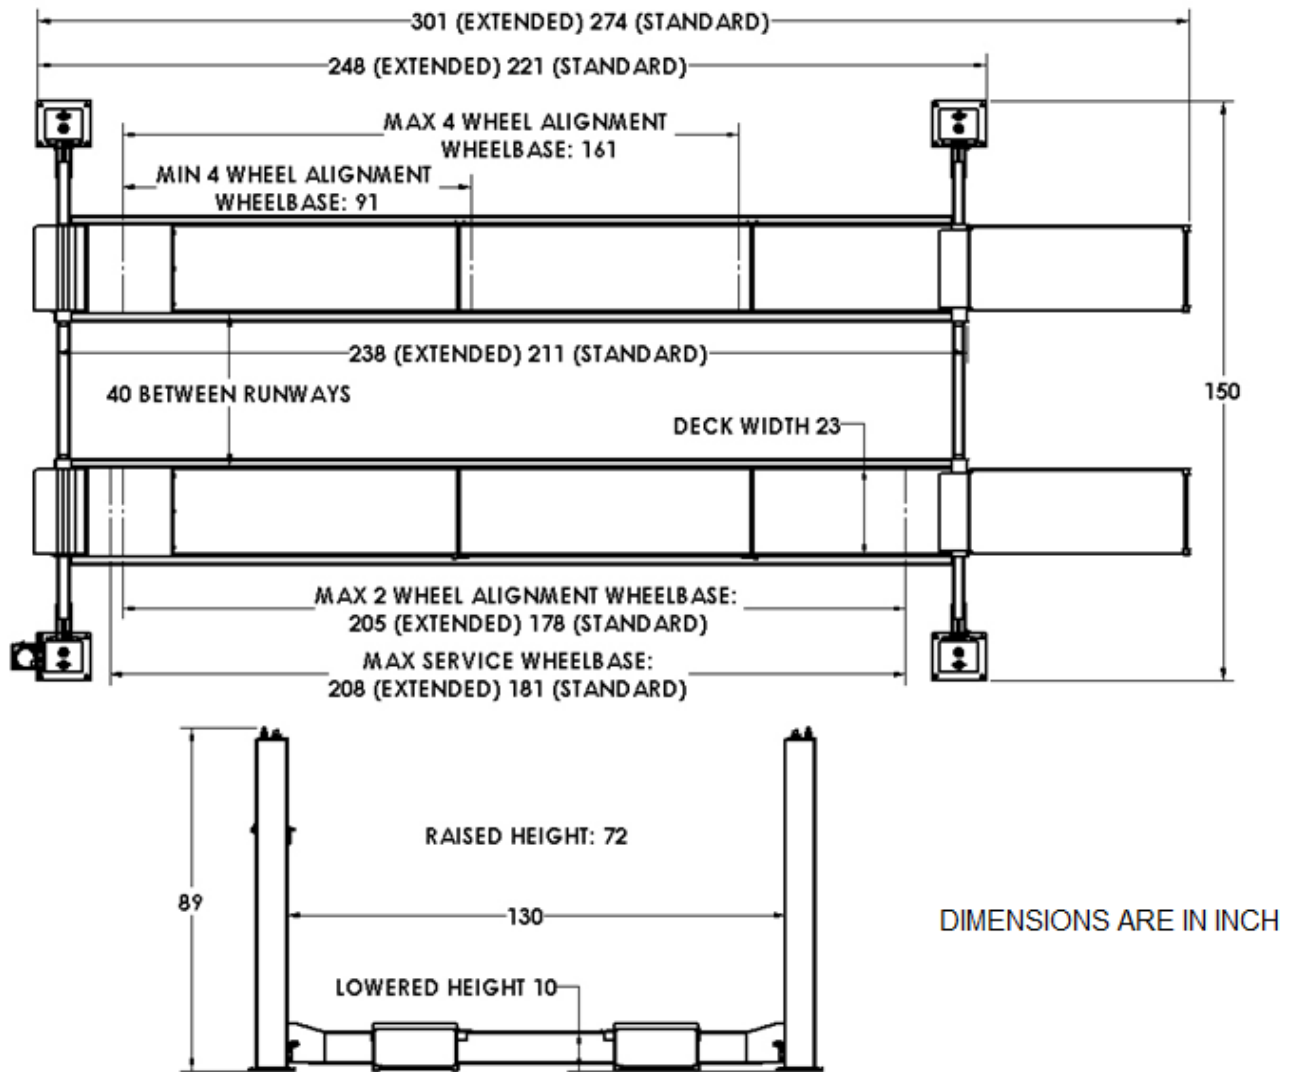 301 (EXTENDED) 274 (STANDARD)
248 (EXTENDED) 221 (STANDARD)
MAX 4 WHEEL ALIGNMENT
WHEELBASE: 161
MIN 4 WHEEL ALIGNMENT
WHEELBASE: 91
238 (EXTENDED) 211 (STANDARD)
40 BETWEEN RUNWAYS
150
DECK WIDTH 23
MAX 2 WHEEL ALIGNMENT WHEELBASE:
205 (EXTENDED) 178 (STANDARD)
MAX SERVICE WHEELBASE:
208 (EXTENDED) 181 (STANDARD)
RAISED HEIGHT: 72
89
130
DIMENSIONS ARE IN INCH
LOWERED HEIGHT 10